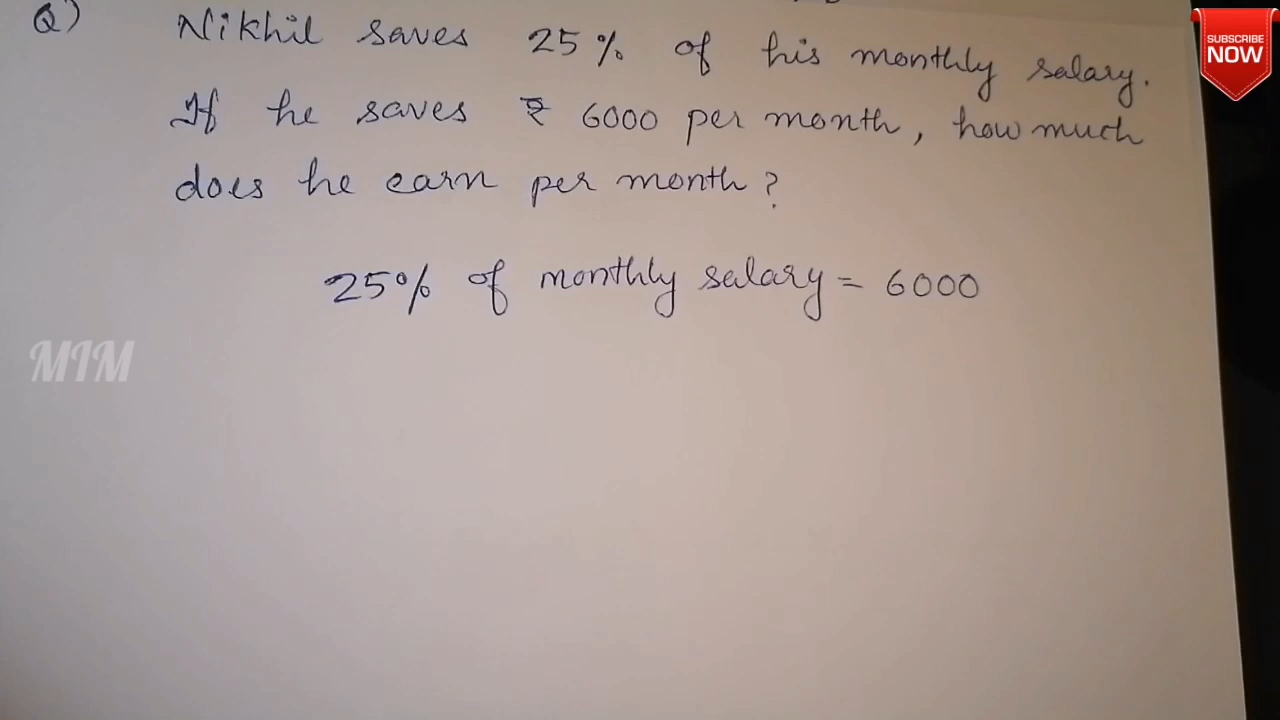 Q) Nikhil saves 25% of his monthly salary.
If he saves ₹ 6000 per month, how much
does he earn per month?
25% of monthly salary = 6000
MIM
SUBSCRIBE
NOW